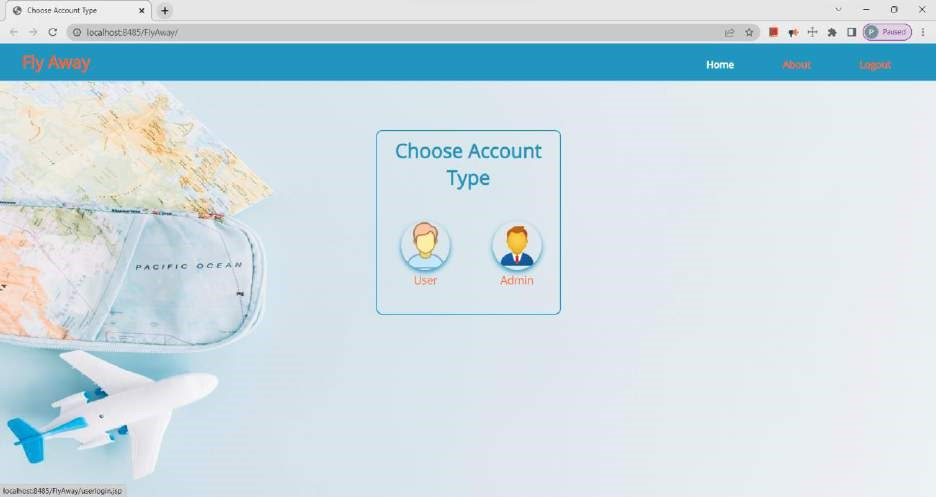 Choose Account Type
localhost:8485/FlyAway/
P Paused
Fly Away
Home About Logout
Choose Account
Type
User Admin
PACIFIC OCEAN
localhost:8485/FlyAway/userlogin.jsp